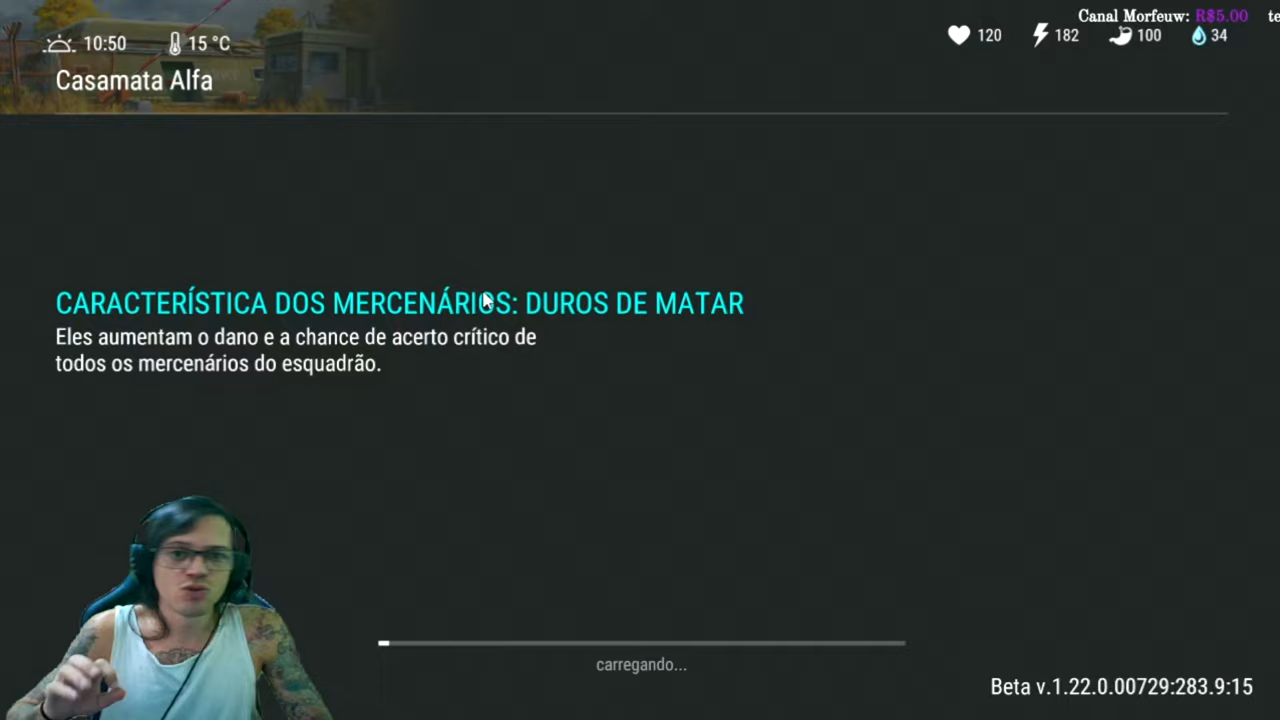 Canal Morfeuw: R$5.00 te
10:50 15 °C
120 182 100 34
Casamata Alfa
CARACTERÍSTICA DOS MERCENÁRIOS: DUROS DE MATAR
Eles aumentam o dano e a chance de acerto crítico de
todos os mercenários do esquadrão.
carregando...
Beta v.1.22.0.00729:283.9:15